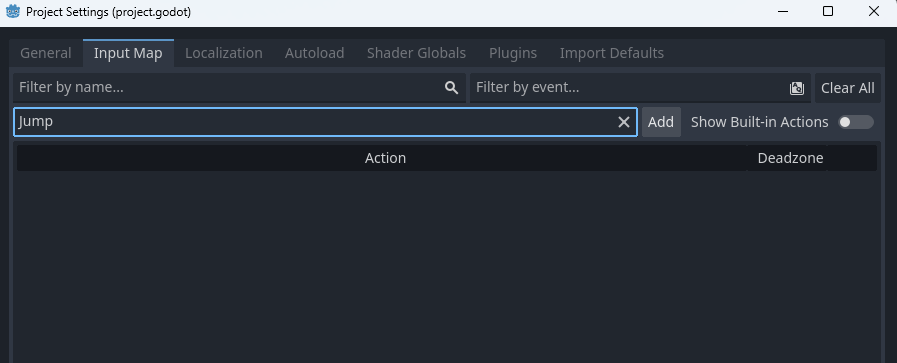 Project Settings (project.godot)
General Input Map Localization Autoload Shader Globals Plugins Import Defaults
Filter by name... Filter by event... Clear All
Jump Add Show Built-in Actions
Action Deadzone